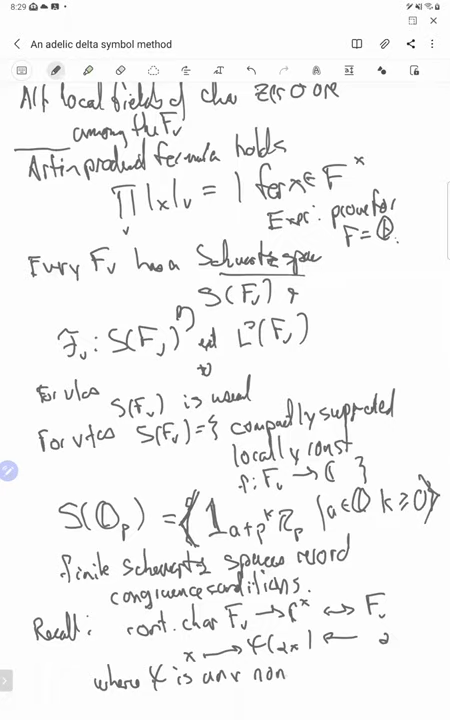 8:29
An adelic delta symbol method
All local fields of char zero are
among the F_v
Artin product formula holds
∏_v |x|_v = 1 for x ∈ F^×
Exer: prove for
F = ℚ.
Every F_v has a Schwartz space
S(F_v) &
F_v : S(F_v) ext L²(F_v)
to
For v|∞ S(F_v) is usual
For v∤∞ S(F_v) = { compactly supported
locally const
f: F_v → ℂ }
S(ℚ_p) = ⟨ 1_{a+p^k ℤ_p} | a ∈ ℚ k ≥ 0 ⟩
finite schwartz spaces record
congruence conditions.
Recall: cont. char F_v → ℂ^× ↔ F_v
x ↦ ψ(ax) ← a
where ψ is any non